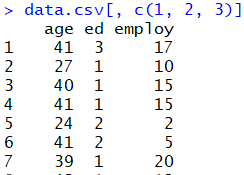 > data.csv[, c(1, 2, 3)]
age ed employ
1 41 3 17
2 27 1 10
3 40 1 15
4 41 1 15
5 24 2 2
6 41 2 5
7 39 1 20